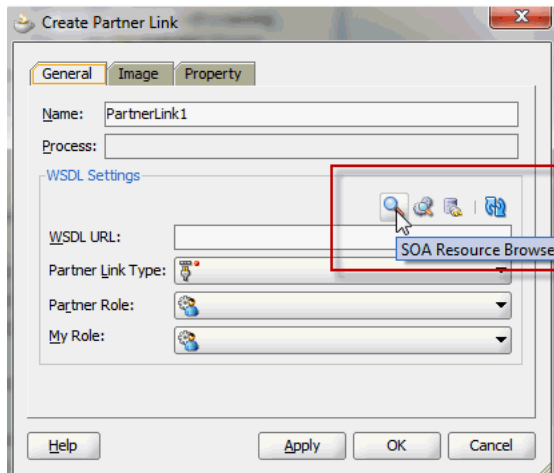 Create Partner Link
General Image Property
Name: PartnerLink1
Process:
WSDL Settings
WSDL URL:
SOA Resource Browse
Partner Link Type:
Partner Role:
My Role:
Help Apply OK Cancel